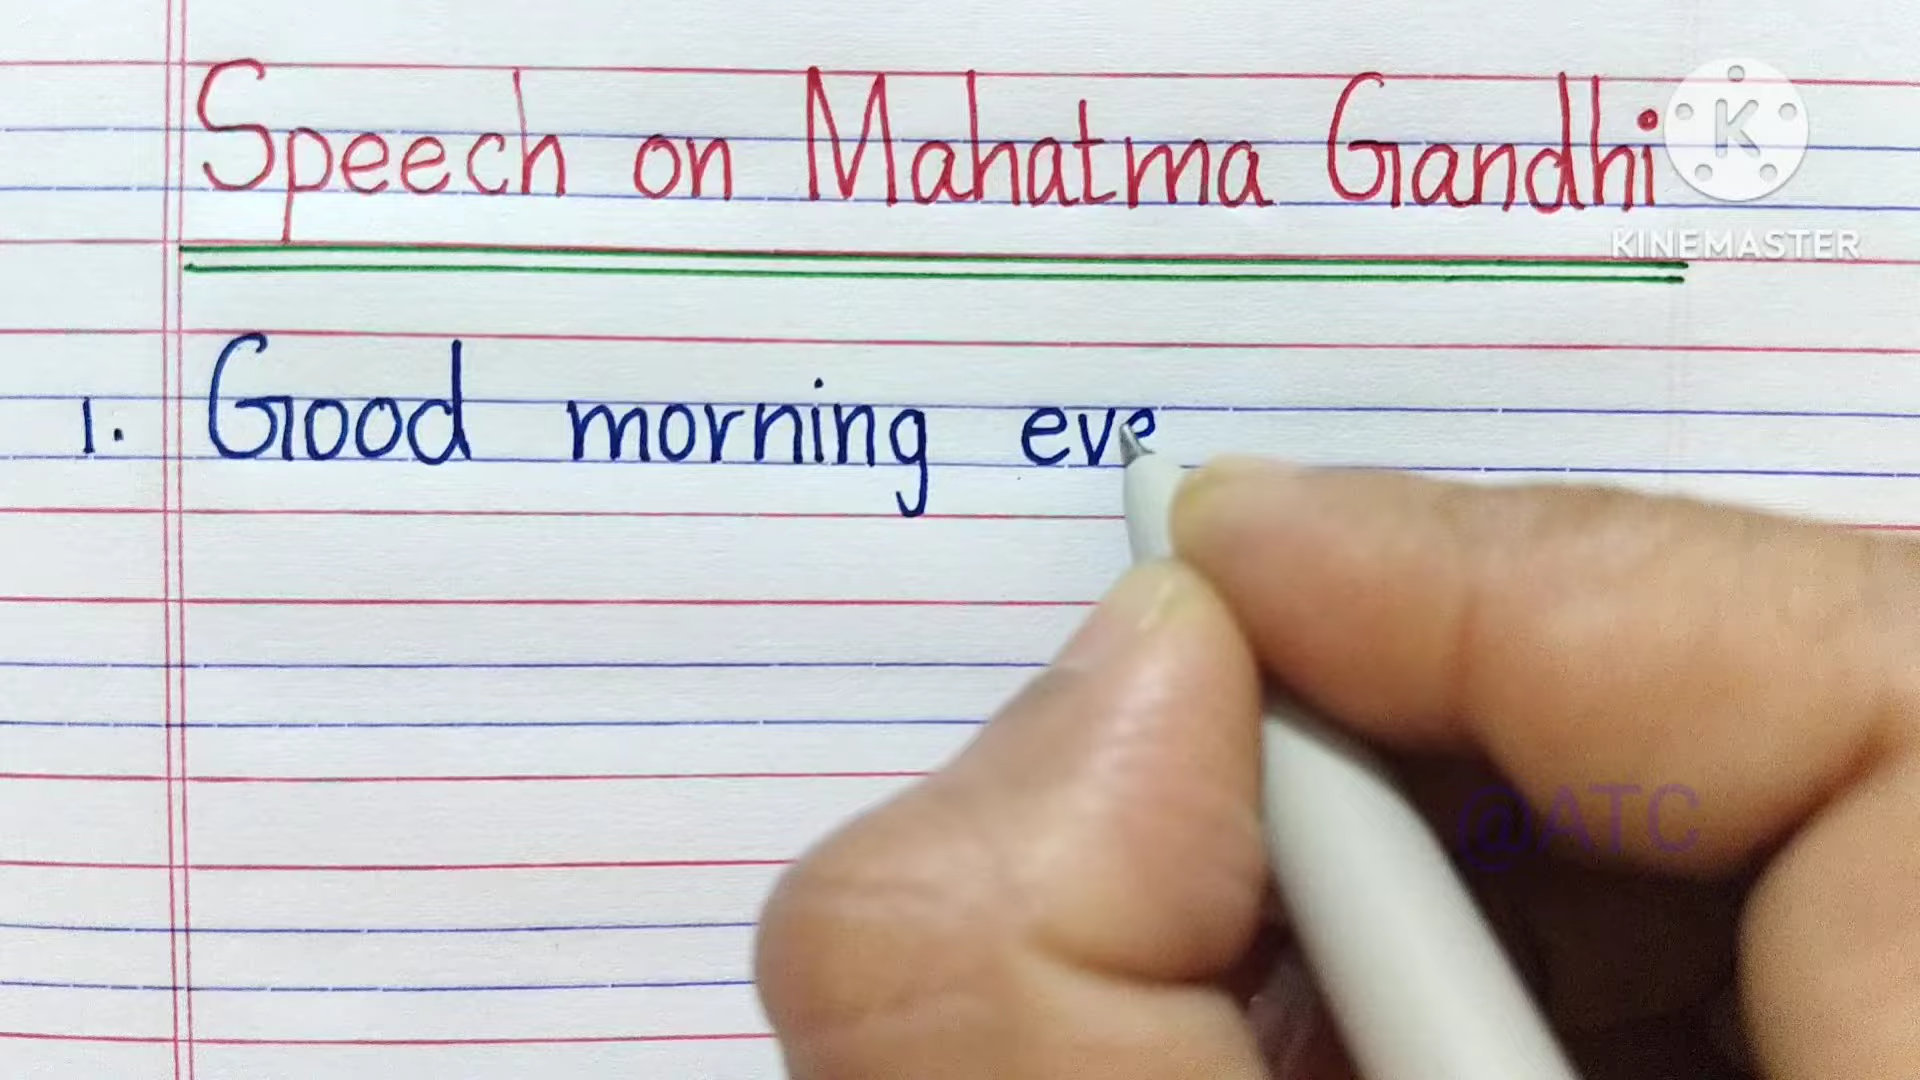 Speech on Mahatma Gandhi
K
KINEMASTER
1. Good morning eve
@ATC